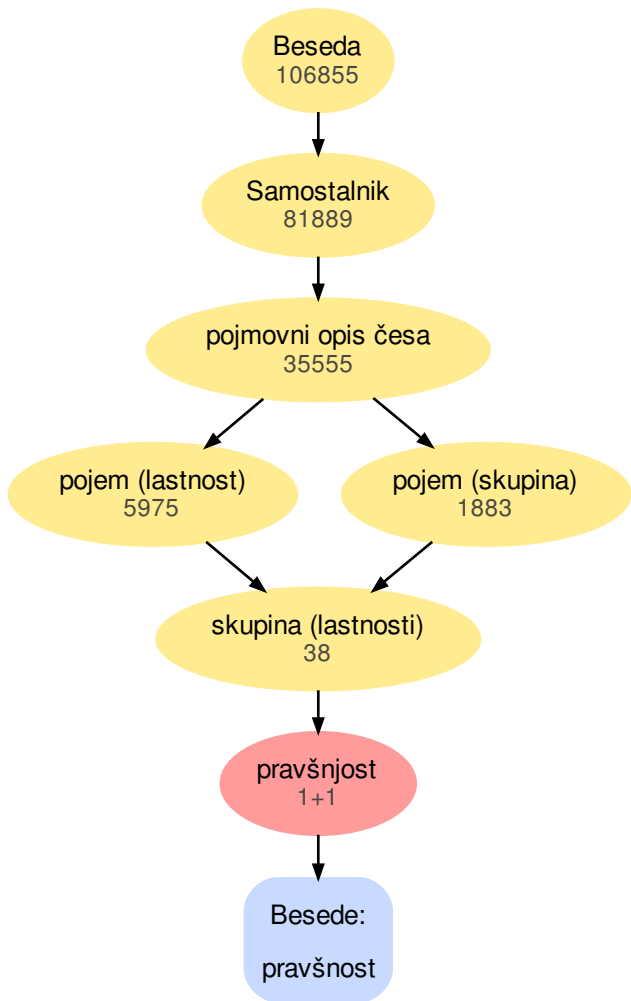 Beseda
106855
Samostalnik
81889
pojmovni opis česa
35555
pojem (lastnost)
5975
pojem (skupina)
1883
skupina (lastnosti)
38
pravšnjost
1+1
Besede:
pravšnost